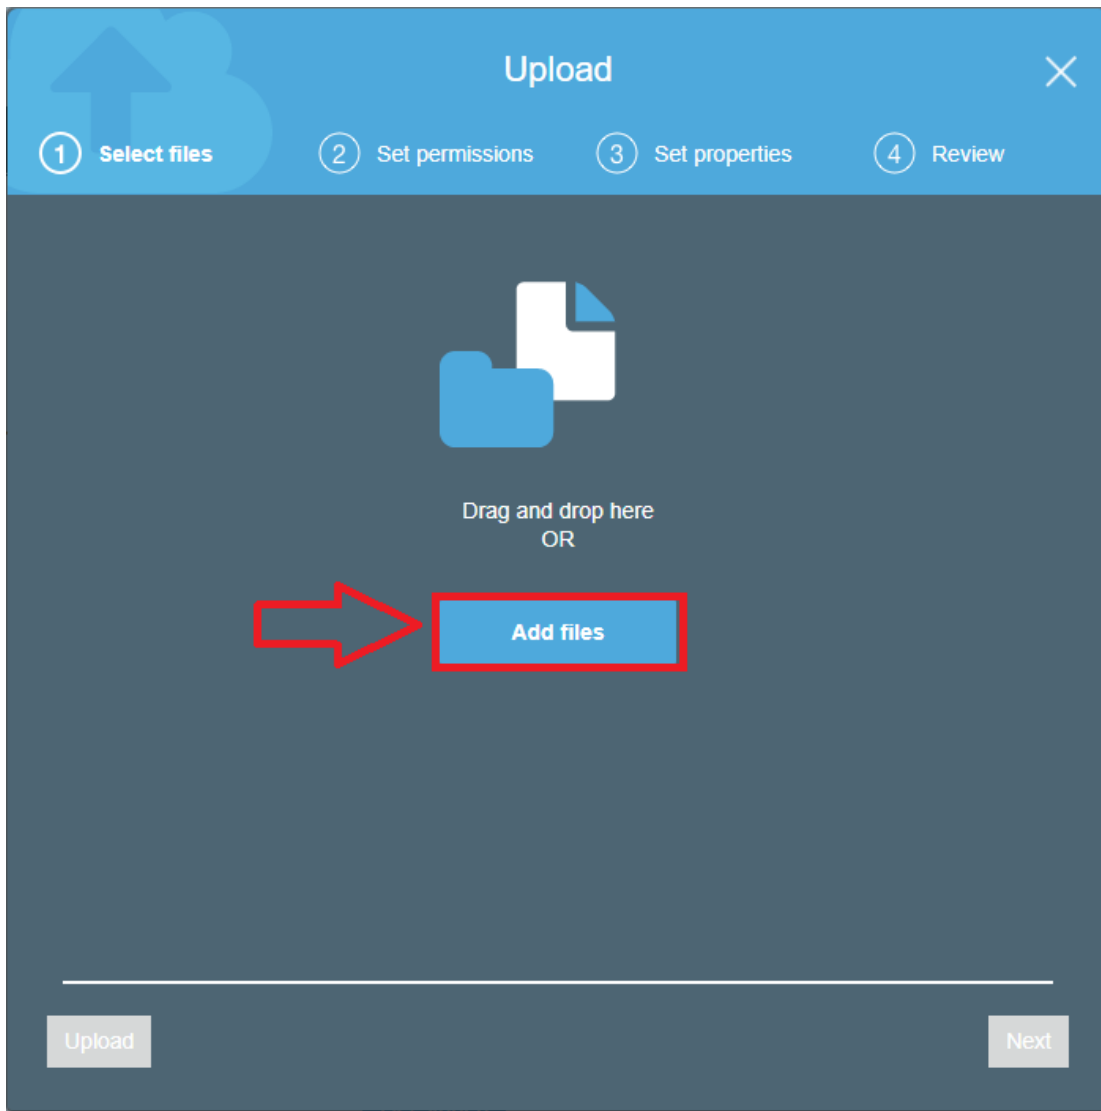 Upload
1 Select files 2 Set permissions 3 Set properties 4 Review
Drag and drop here
OR
Add files
Upload Next